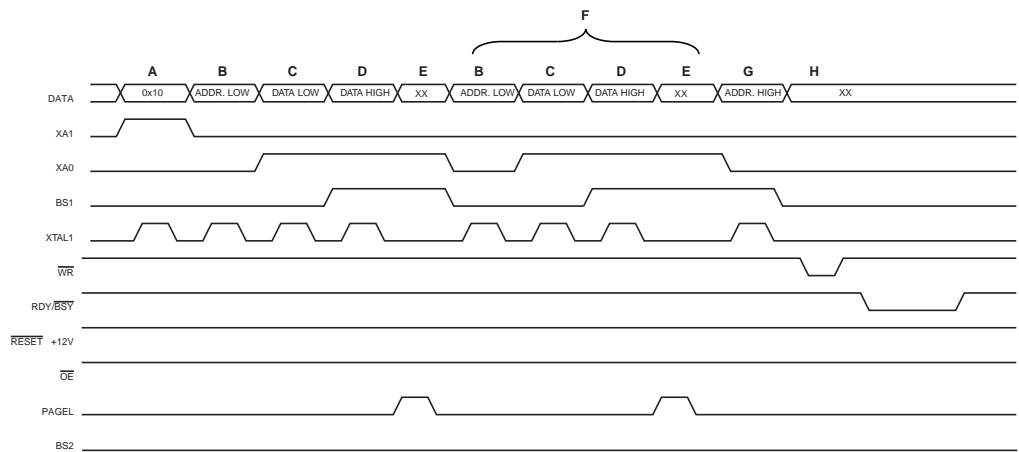 F
A B C D E B C D E G H
DATA 0x10 ADDR. LOW DATA LOW DATA HIGH XX ADDR. LOW DATA LOW DATA HIGH XX ADDR. HIGH XX
XA1
XA0
BS1
XTAL1
WR
RDY/BSY
RESET +12V
OE
PAGEL
BS2